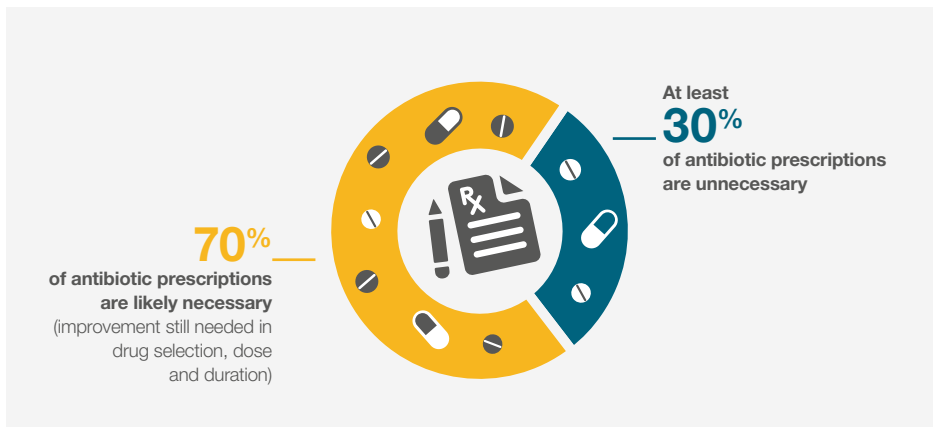 At least
30%
of antibiotic prescriptions
are unnecessary
Rx
70%
of antibiotic prescriptions
are likely necessary
(improvement still needed in
drug selection, dose
and duration)